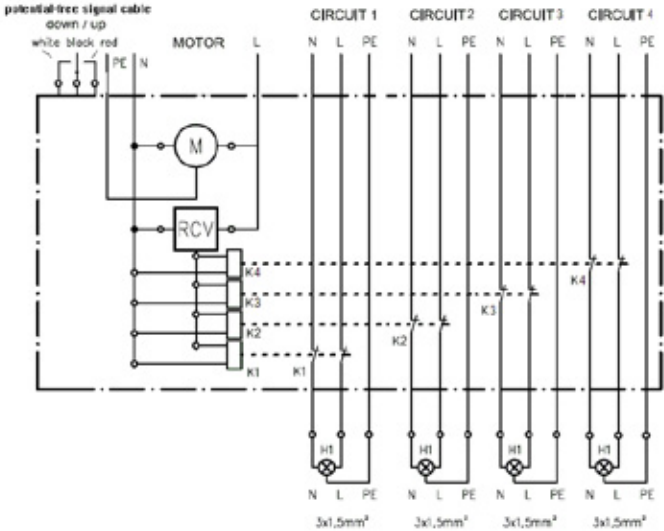 potential-free signal cable
down / up
white black red
PE N
MOTOR
L
CIRCUIT 1
CIRCUIT 2
CIRCUIT 3
CIRCUIT 4
N L PE
N L PE
N L PE
N L PE
M
RCV
K4
K3
K2
K1
K1
K2
K3
K4
H1
H1
H1
H1
N L PE
N L PE
N L PE
N L PE
3x1,5mm²
3x1,5mm²
3x1,5mm²
3x1,5mm²